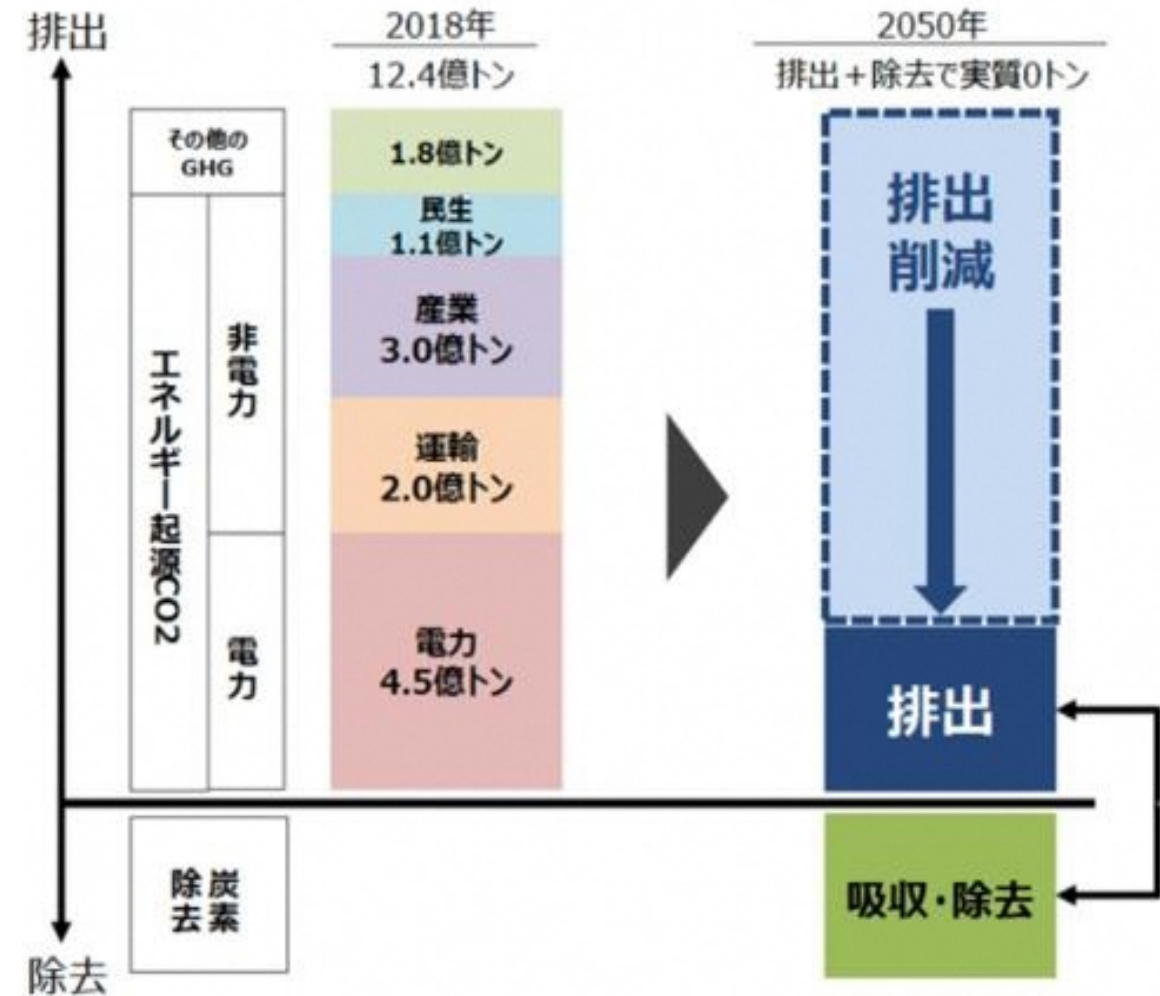 排出
2018年
12.4億トン
2050年
排出+除去で実質0トン
その他の
GHG
エネルギー起源CO2
非電力
電力
1.8億トン
民生
1.1億トン
産業
3.0億トン
運輸
2.0億トン
電力
4.5億トン
排出
削減
排出
炭素
除去
吸収・除去
除去